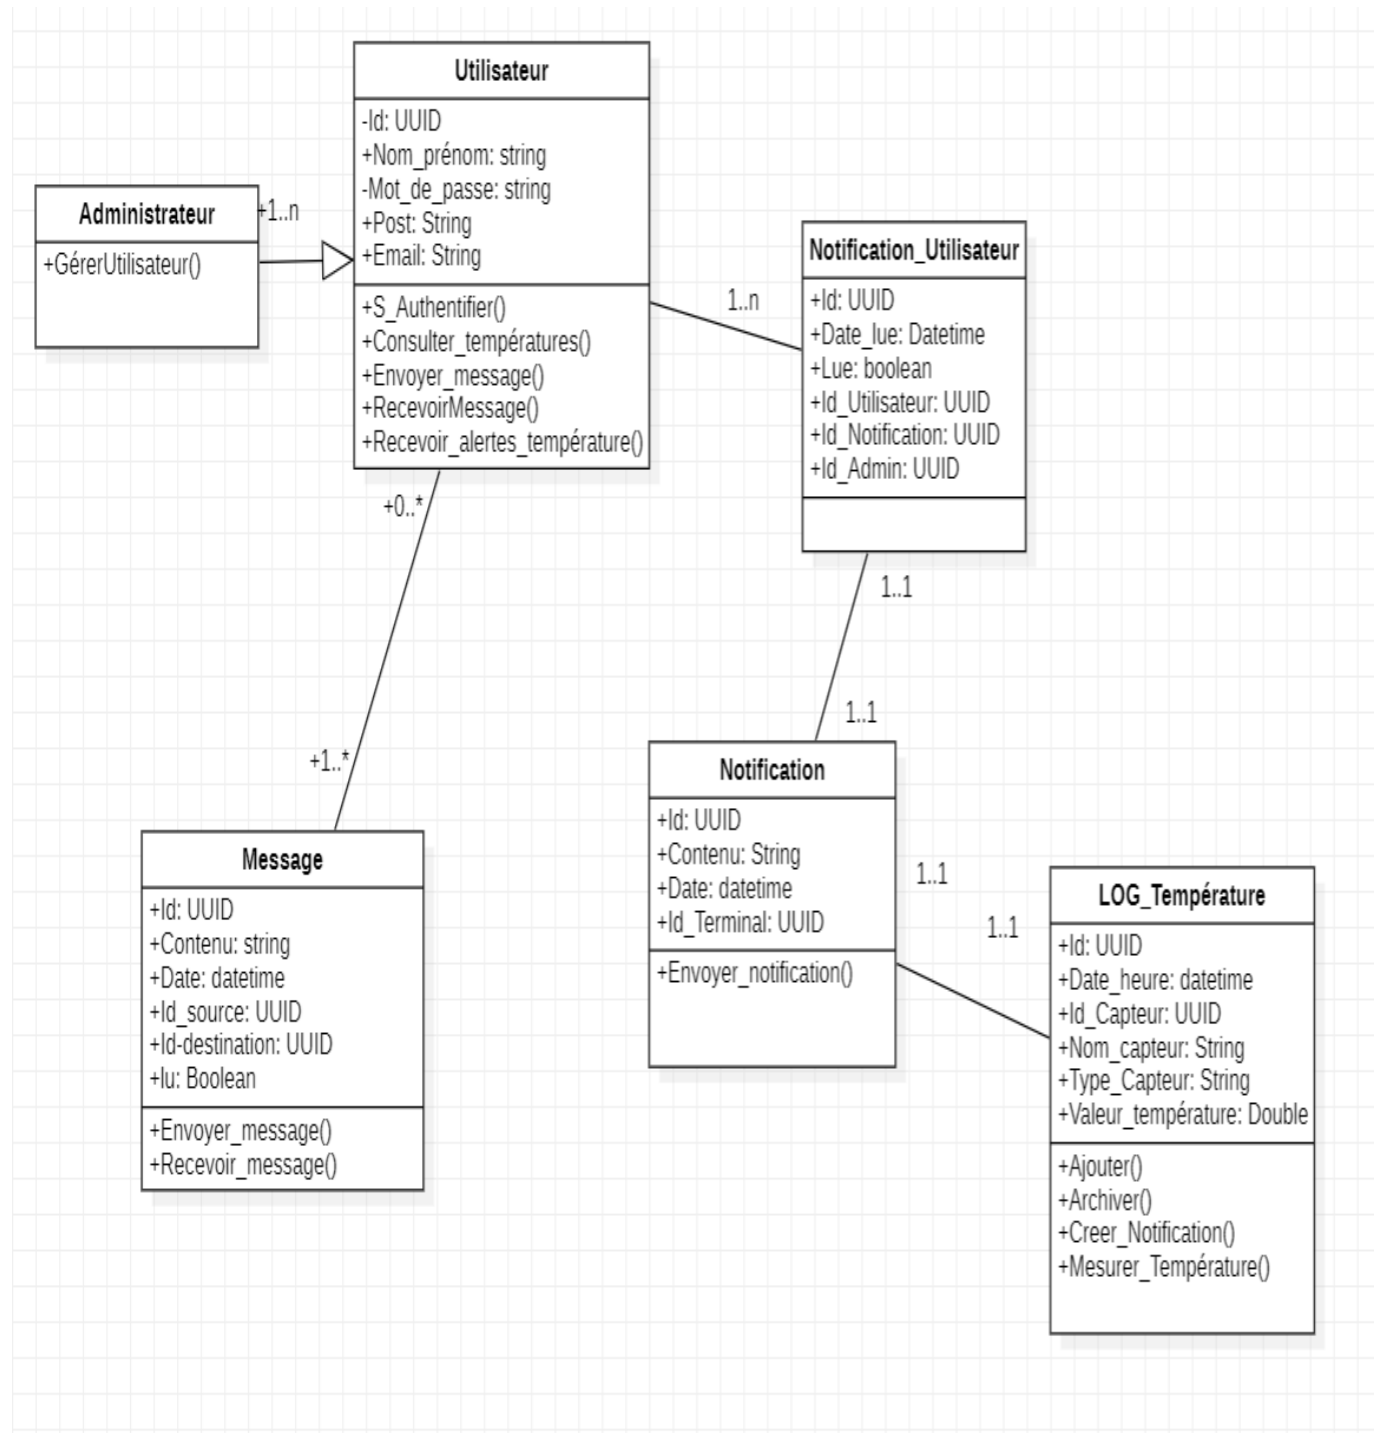 Utilisateur
-Id: UUID
+Nom_prénom: string
-Mot_de_passe: string
+Post: String
+Email: String
+S_Authentifier()
+Consulter_températures()
+Envoyer_message()
+RecevoirMessage()
+Recevoir_alertes_température()
Administrateur
+GérerUtilisateur()
+1..n
1..n
Notification_Utilisateur
+Id: UUID
+Date_lue: Datetime
+Lue: boolean
+Id_Utilisateur: UUID
+Id_Notification: UUID
+Id_Admin: UUID
+0..*
+1..*
1..1
1..1
Message
+Id: UUID
+Contenu: string
+Date: datetime
+Id_source: UUID
+Id-destination: UUID
+lu: Boolean
+Envoyer_message()
+Recevoir_message()
Notification
+Id: UUID
+Contenu: String
+Date: datetime
+Id_Terminal: UUID
+Envoyer_notification()
1..1
1..1
LOG_Température
+Id: UUID
+Date_heure: datetime
+Id_Capteur: UUID
+Nom_capteur: String
+Type_Capteur: String
+Valeur_température: Double
+Ajouter()
+Archiver()
+Creer_Notification()
+Mesurer_Température()